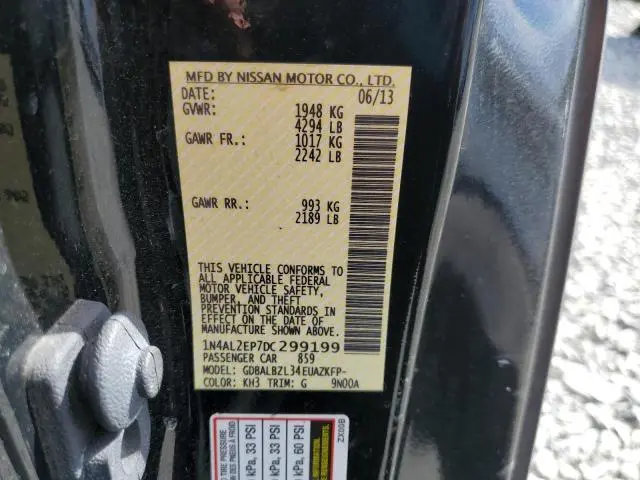 MFD BY NISSAN MOTOR CO., LTD.
DATE: 06/13
GVWR: 1948 KG
4294 LB
GAWR FR.: 1017 KG
2242 LB
GAWR RR.: 993 KG
2189 LB
THIS VEHICLE CONFORMS TO
ALL APPLICABLE FEDERAL
MOTOR VEHICLE SAFETY,
BUMPER, AND THEFT
PREVENTION STANDARDS IN
EFFECT ON THE DATE OF
MANUFACTURE SHOWN ABOVE.
1N4AL2EP7DC299199
PASSENGER CAR 859
MODEL: GDBALBZL34EUAZKFP-
COLOR: KH3 TRIM: G 9N00A
TIRE PRESSURE
kPa, 33 PSI
kPa, 33 PSI
kPa, 60 PSI
INFORMATION